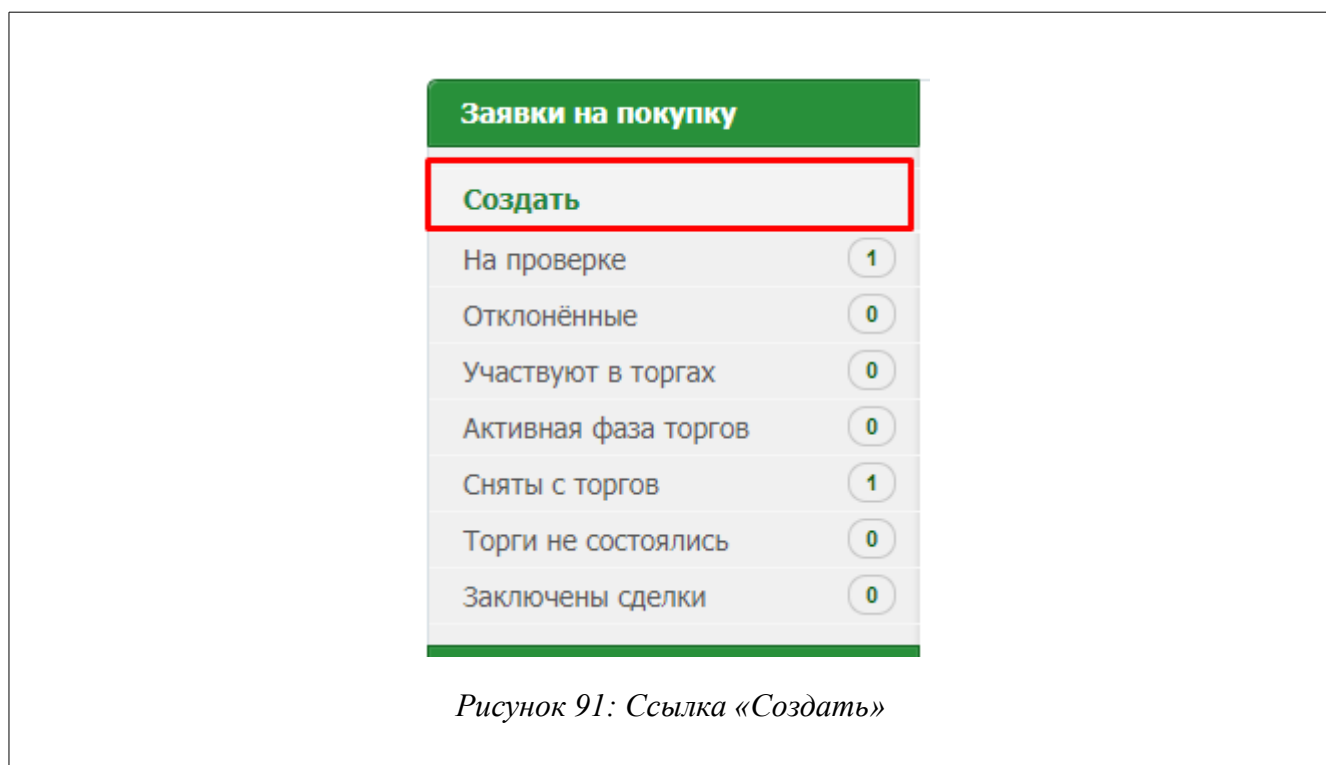 Заявки на покупку
Создать
На проверке 1
Отклонённые 0
Участвуют в торгах 0
Активная фаза торгов 0
Сняты с торгов 1
Торги не состоялись 0
Заключены сделки 0
Рисунок 91: Ссылка «Создать»